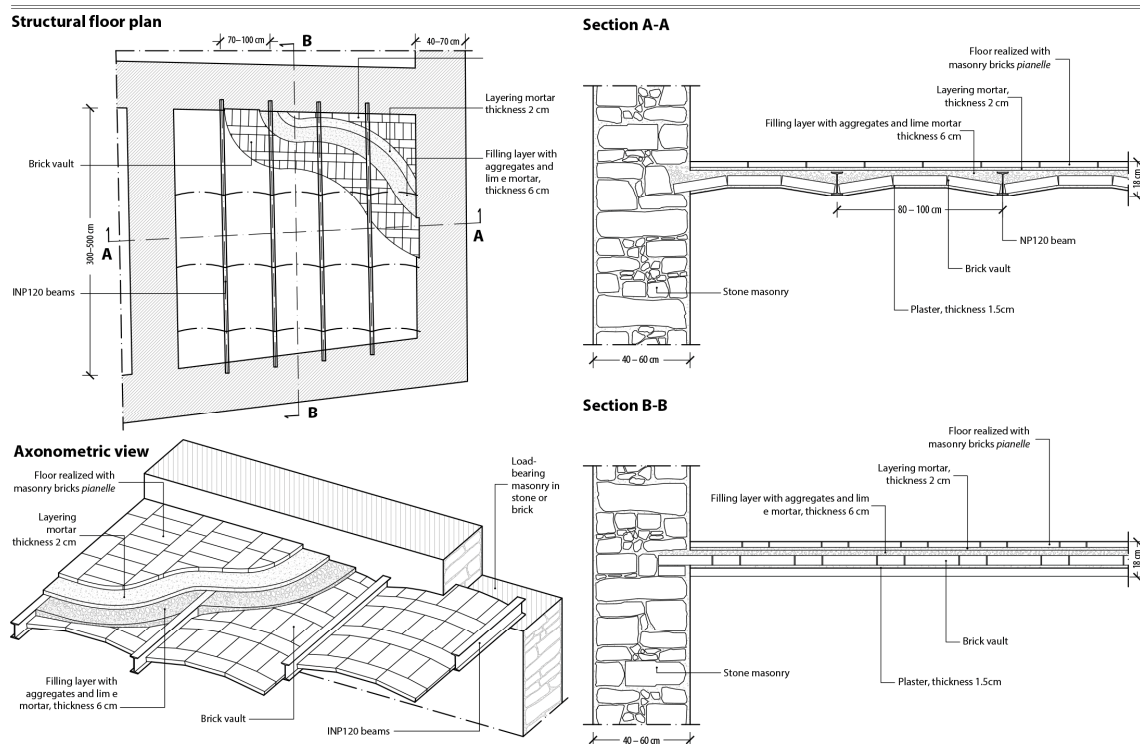 Structural floor plan
70–100 cm
B
40–70 cm
Layering mortar
thickness 2 cm
Brick vault
Filling layer with
aggregates and
lim e mortar,
thickness 6 cm
300–500 cm
A
A
INP120 beams
B
Section A-A
Floor realized with
masonry bricks pianelle
Layering mortar,
thickness 2 cm
Filling layer with aggregates and lime mortar
thickness 6 cm
18 cm
80 – 100 cm
NP120 beam
Brick vault
Stone masonry
Plaster, thickness 1.5cm
40 – 60 cm
Axonometric view
Floor realized with
masonry bricks pianelle
Layering
mortar
thickness 2 cm
Load-
bearing
masonry in
stone or
brick
Filling layer with
aggregates and lim e
mortar, thickness 6 cm
Brick vault
INP120 beams
Section B-B
Floor realized with
masonry bricks pianelle
Layering mortar,
thickness 2 cm
Filling layer with aggregates and lim
e mortar, thickness 6 cm
18 cm
Brick vault
Stone masonry
Plaster, thickness 1.5cm
40 – 60 cm